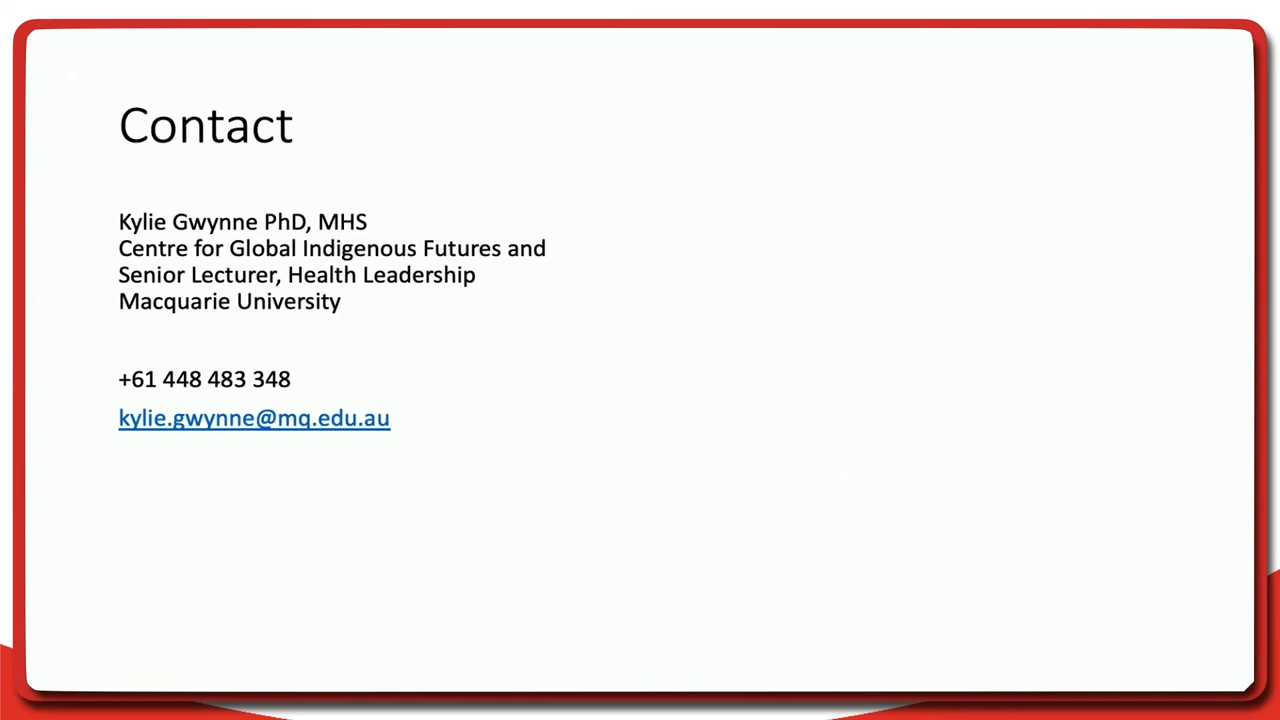 Contact
Kylie Gwynne PhD, MHS
Centre for Global Indigenous Futures and
Senior Lecturer, Health Leadership
Macquarie University
+61 448 483 348
kylie.gwynne@mq.edu.au